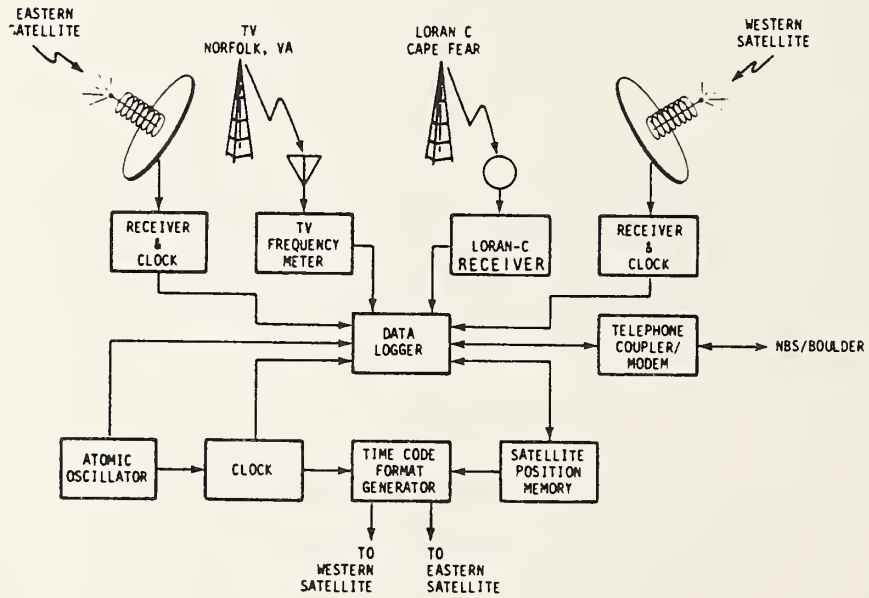 EASTERN
SATELLITE
TV
NORFOLK, VA
LORAN C
CAPE FEAR
WESTERN
SATELLITE
RECEIVER
&
CLOCK
TV
FREQUENCY
METER
LORAN-C
RECEIVER
RECEIVER
&
CLOCK
DATA
LOGGER
TELEPHONE
COUPLER/
MODEM
NBS/BOULDER
ATOMIC
OSCILLATOR
CLOCK
TIME CODE
FORMAT
GENERATOR
SATELLITE
POSITION
MEMORY
TO
WESTERN
SATELLITE
TO
EASTERN
SATELLITE